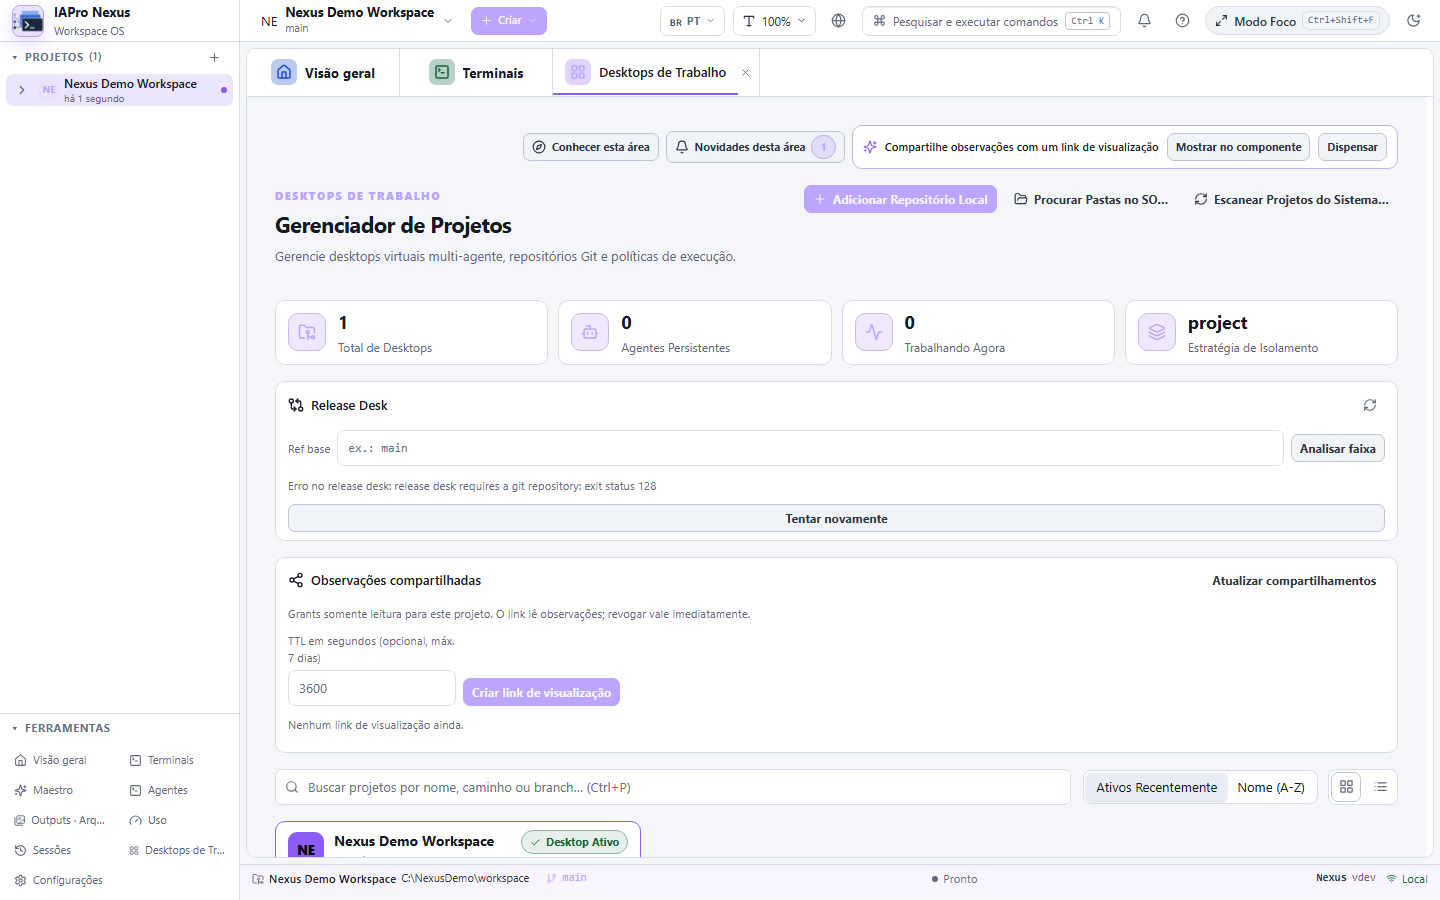 IAPro Nexus
Workspace OS
NE
Nexus Demo Workspace
main
+ Criar
BR PT
T 100%
Pesquisar e executar comandos
Ctrl K
Modo Foco
Ctrl+Shift+F
PROJETOS (1)
NE
Nexus Demo Workspace
há 1 segundo
Visão geral
Terminais
Desktops de Trabalho
Conhecer esta área
Novidades desta área
1
Compartilhe observações com um link de visualização
Mostrar no componente
Dispensar
DESKTOPS DE TRABALHO
Gerenciador de Projetos
Gerencie desktops virtuais multi-agente, repositórios Git e políticas de execução.
+ Adicionar Repositório Local
Procurar Pastas no SO...
Escanear Projetos do Sistema...
1
Total de Desktops
0
Agentes Persistentes
0
Trabalhando Agora
project
Estratégia de Isolamento
Release Desk
Ref base
ex.: main
Analisar faixa
Erro no release desk: release desk requires a git repository: exit status 128
Tentar novamente
Observações compartilhadas
Atualizar compartilhamentos
Grants somente leitura para este projeto. O link lê observações; revogar vale imediatamente.
TTL em segundos (opcional, máx.
7 dias)
3600
Criar link de visualização
Nenhum link de visualização ainda.
Buscar projetos por nome, caminho ou branch... (Ctrl+P)
Ativos Recentemente
Nome (A-Z)
NE
Nexus Demo Workspace
Desktop Ativo
FERRAMENTAS
Visão geral
Terminais
Maestro
Agentes
Outputs · Arq...
Uso
Sessões
Desktops de Tr...
Configurações
Nexus Demo Workspace C:\NexusDemo\workspace
main
Pronto
Nexus vdev
Local